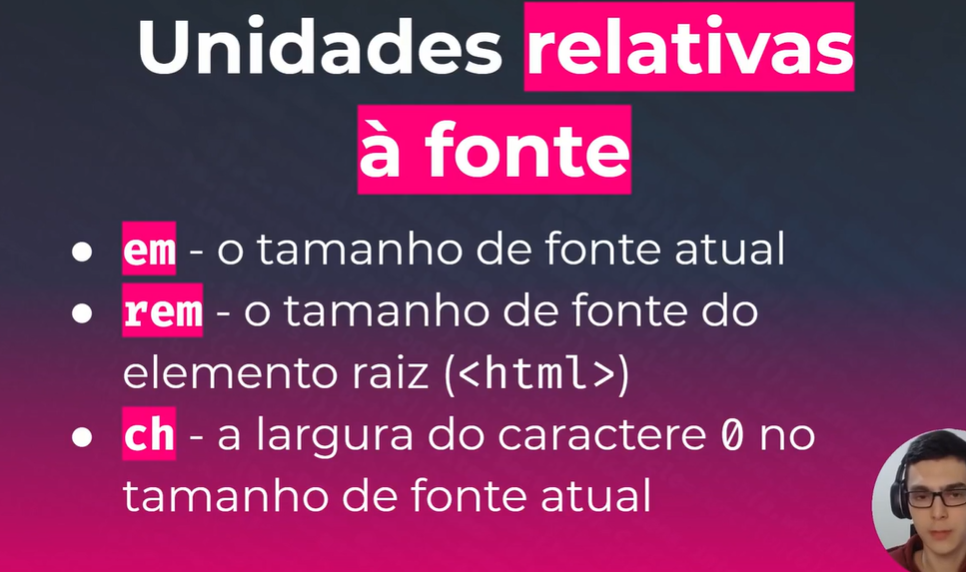 Unidades relativas
à fonte
● em - o tamanho de fonte atual
● rem - o tamanho de fonte do
elemento raiz (<html>)
● ch - a largura do caractere 0 no
tamanho de fonte atual